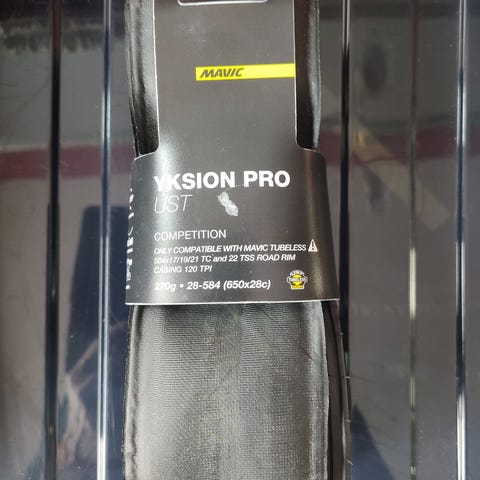 MAVIC
YKSION PRO
UST
COMPETITION
ONLY COMPATIBLE WITH MAVIC TUBELESS
584x17/19/21 TC and 22 TSS ROAD RIM
CASING 120 TPI
270g • 28-584 (650x28c)
TUBELESS